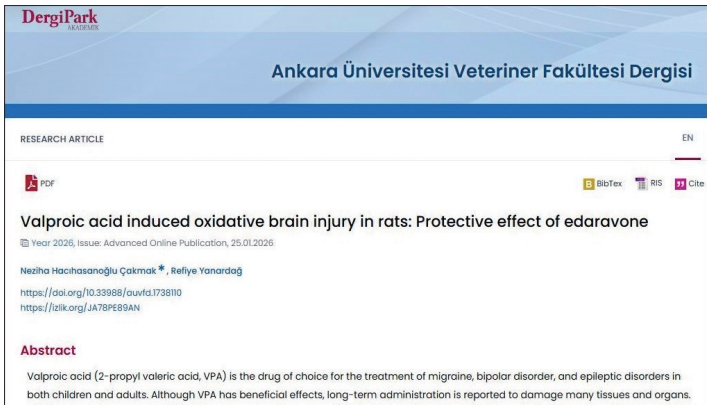 DergiPark
AKADEMİK
Ankara Üniversitesi Veteriner Fakültesi Dergisi
RESEARCH ARTICLE
EN
PDF
BibTex
RIS
Cite
Valproic acid induced oxidative brain injury in rats: Protective effect of edaravone
Year 2026, Issue: Advanced Online Publication, 25.01.2026
Neziha Hacıhasanoğlu Çakmak * , Refiye Yanardağ
https://doi.org/10.33988/auvfd.1738110
https://izlik.org/JA78PE89AN
Abstract
Valproic acid (2-propyl valeric acid, VPA) is the drug of choice for the treatment of migraine, bipolar disorder, and epileptic disorders in
both children and adults. Although VPA has beneficial effects, long-term administration is reported to damage many tissues and organs.